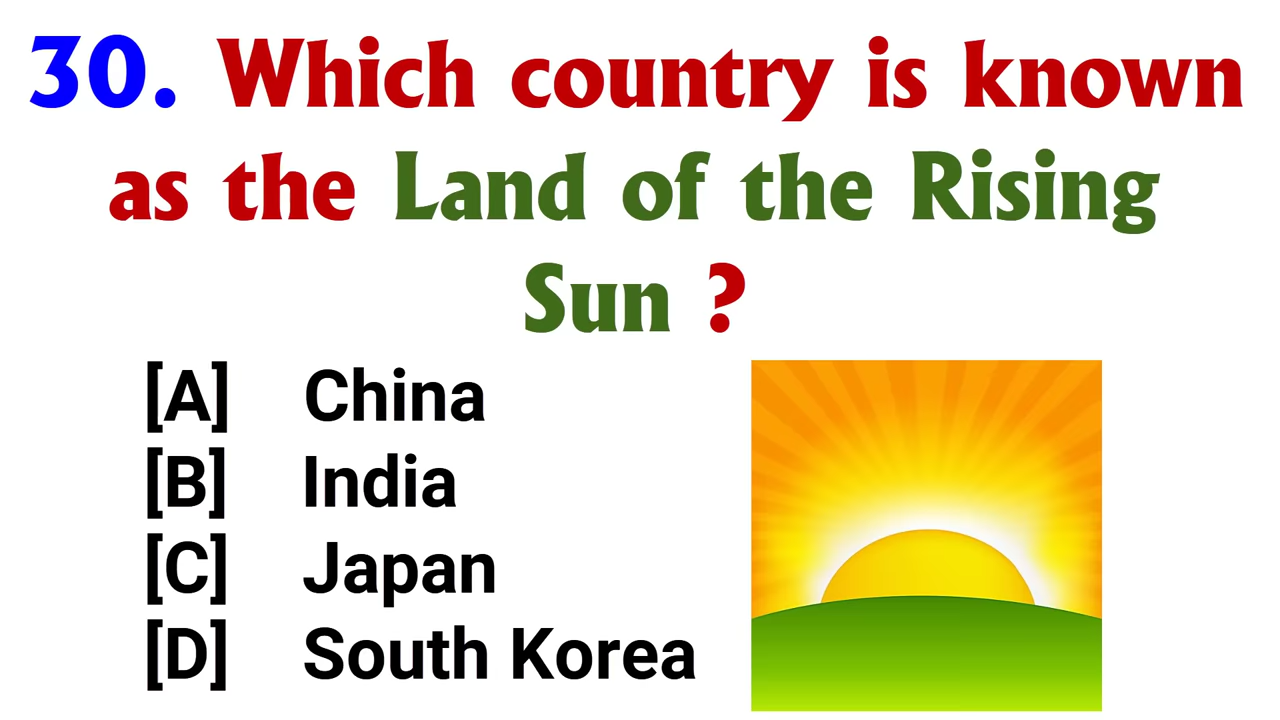 30. Which country is known
as the Land of the Rising
Sun ?
[A] China
[B] India
[C] Japan
[D] South Korea